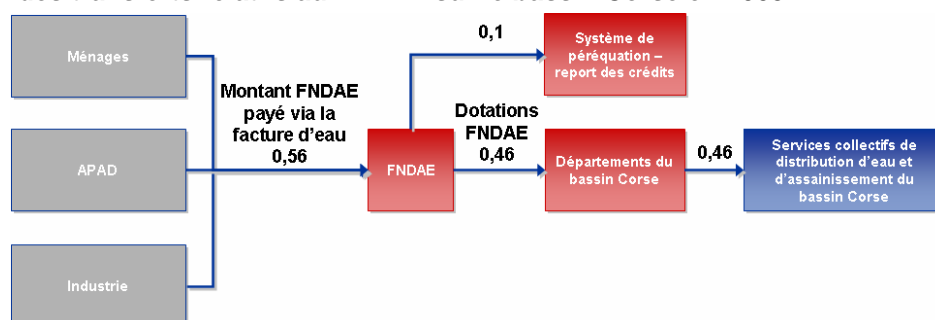 Ménages
APAD
Industrie
Montant FNDAE
payé via la
facture d'eau
0,56
FNDAE
0,1
Système de
péréquation –
report des crédits
Dotations
FNDAE
0,46
Départements du
bassin Corse
0,46
Services collectifs de
distribution d'eau et
d'assainissement du
bassin Corse